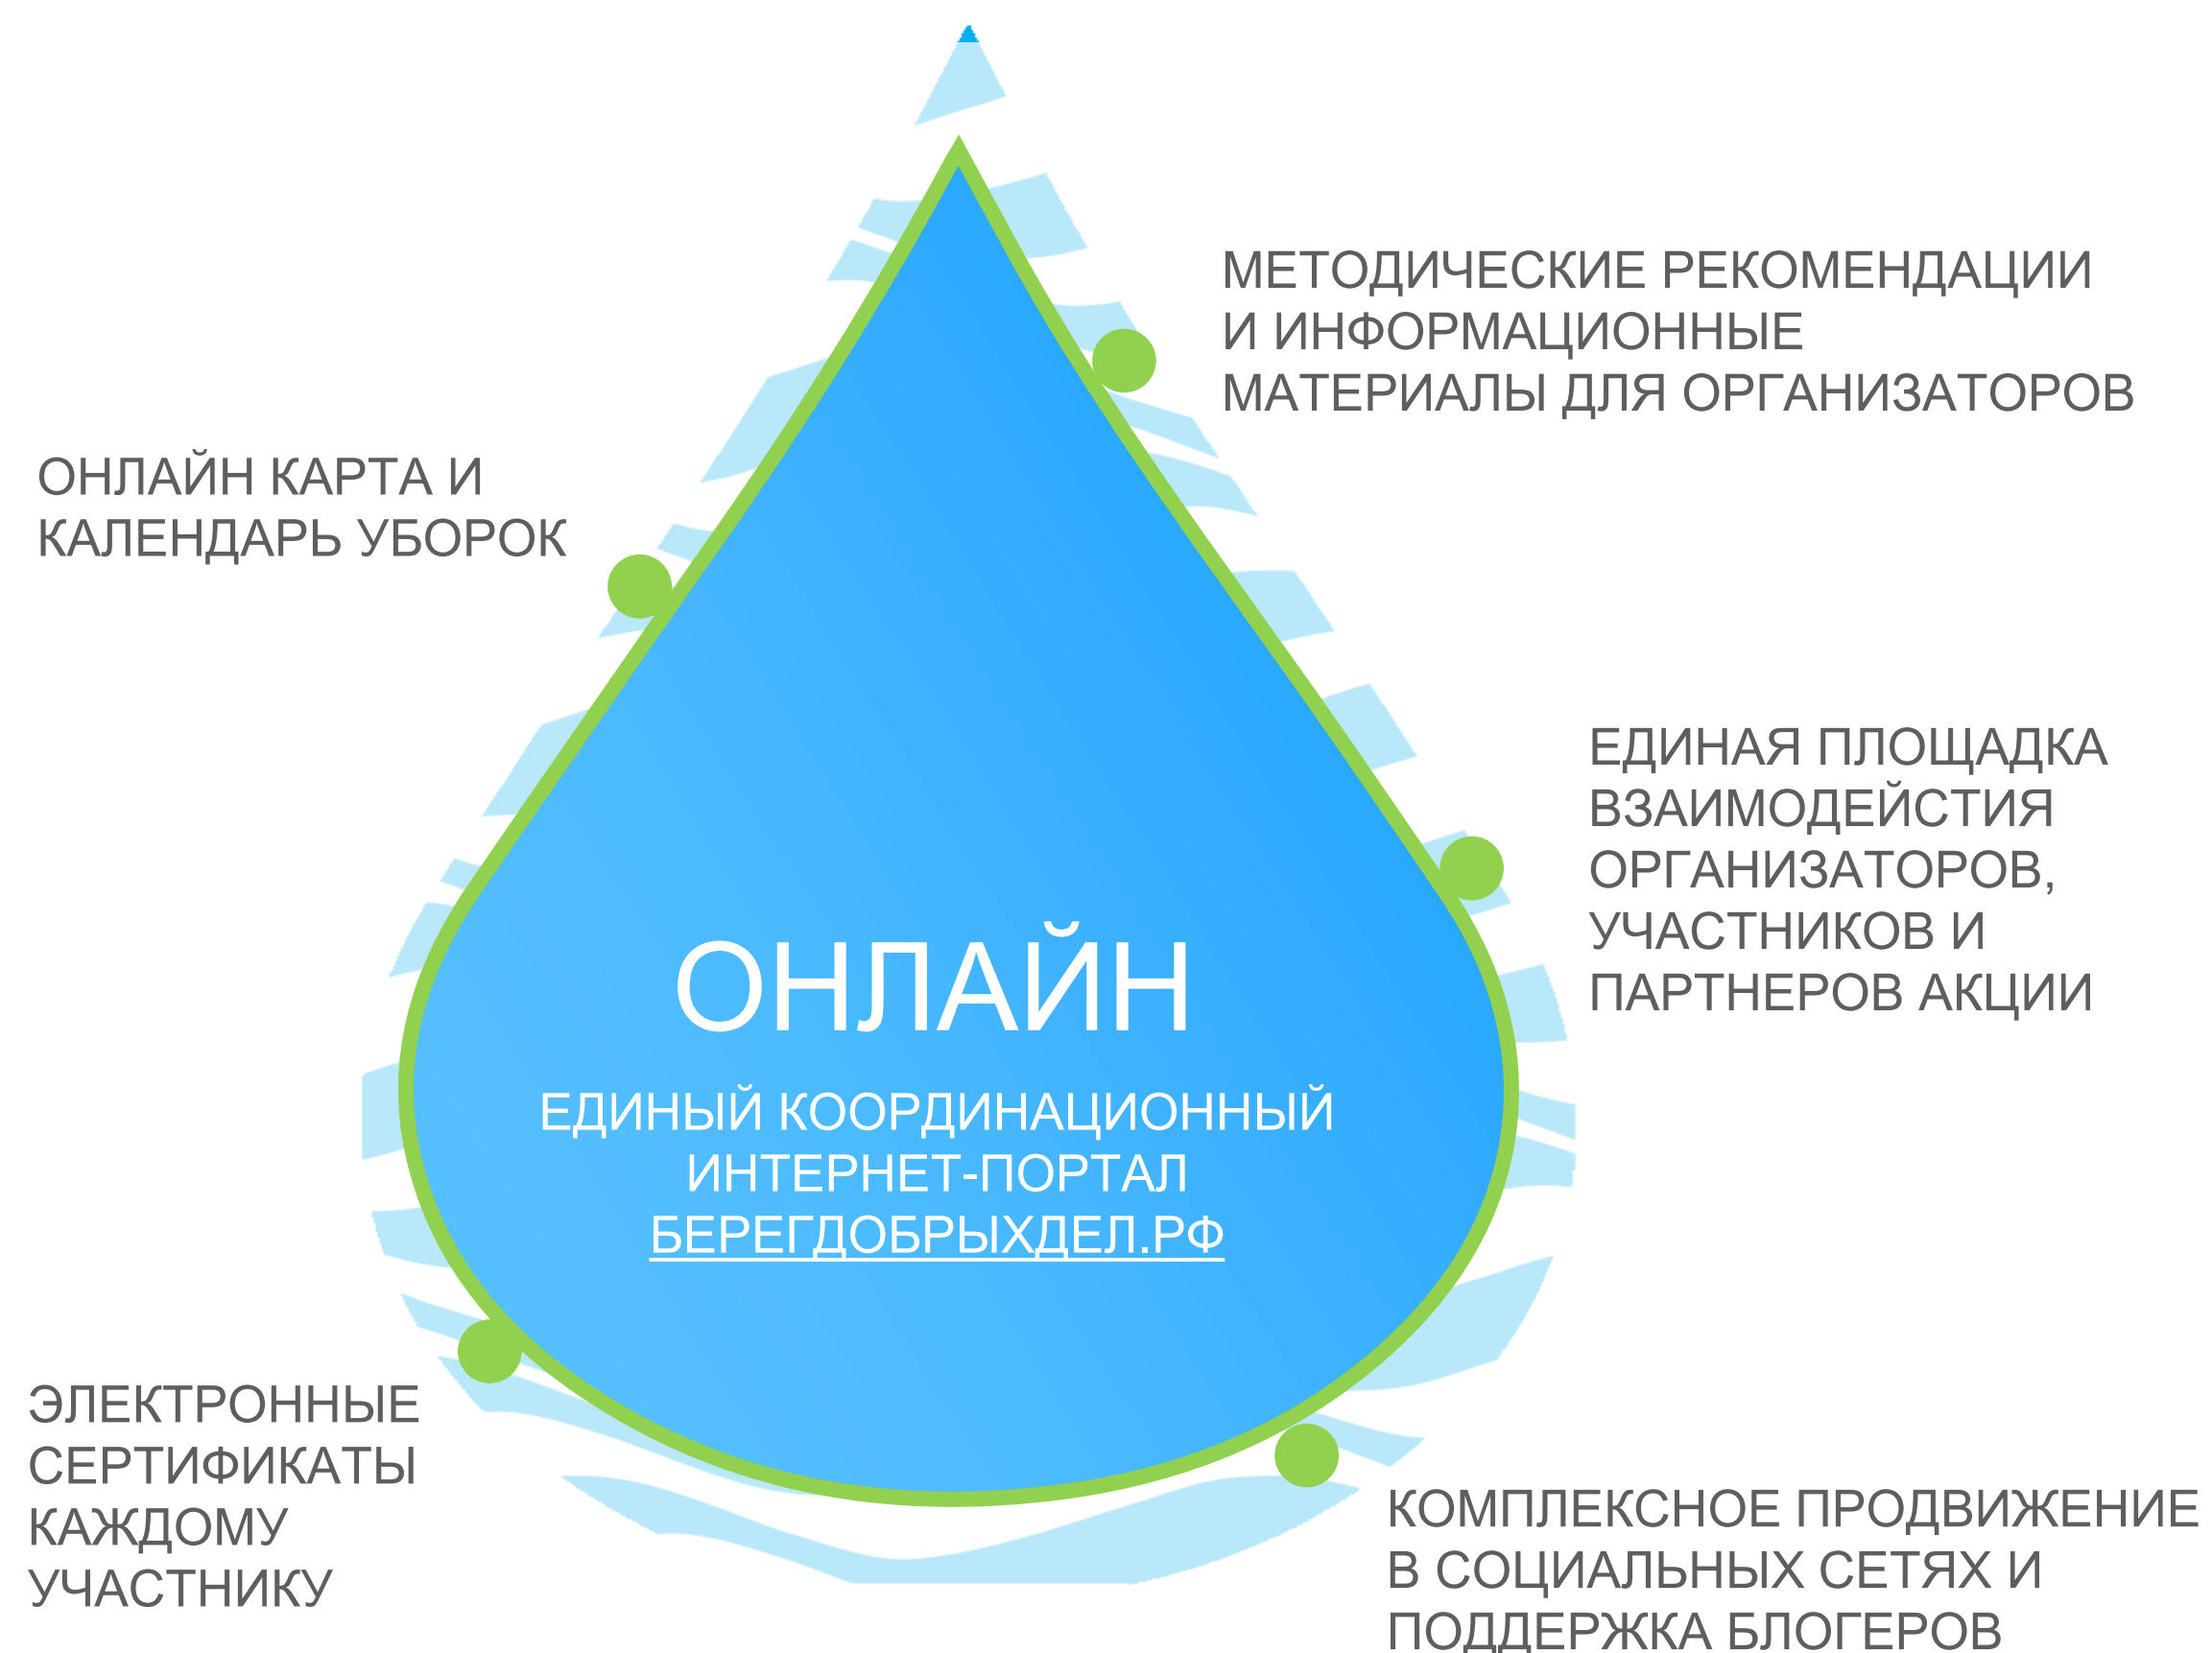 МЕТОДИЧЕСКИЕ РЕКОМЕНДАЦИИ
И ИНФОРМАЦИОННЫЕ
МАТЕРИАЛЫ ДЛЯ ОРГАНИЗАТОРОВ
ОНЛАЙН КАРТА И
КАЛЕНДАРЬ УБОРОК
ЕДИНАЯ ПЛОЩАДКА
ВЗАИМОДЕЙСТИЯ
ОРГАНИЗАТОРОВ,
УЧАСТНИКОВ И
ПАРТНЕРОВ АКЦИИ
ОНЛАЙН
ЕДИНЫЙ КООРДИНАЦИОННЫЙ
ИНТЕРНЕТ-ПОРТАЛ
БЕРЕГДОБРЫХДЕЛ.РФ
ЭЛЕКТРОННЫЕ
СЕРТИФИКАТЫ
КАЖДОМУ
УЧАСТНИКУ
КОМПЛЕКСНОЕ ПРОДВИЖЕНИЕ
В СОЦИАЛЬНЫХ СЕТЯХ И
ПОДДЕРЖКА БЛОГЕРОВ